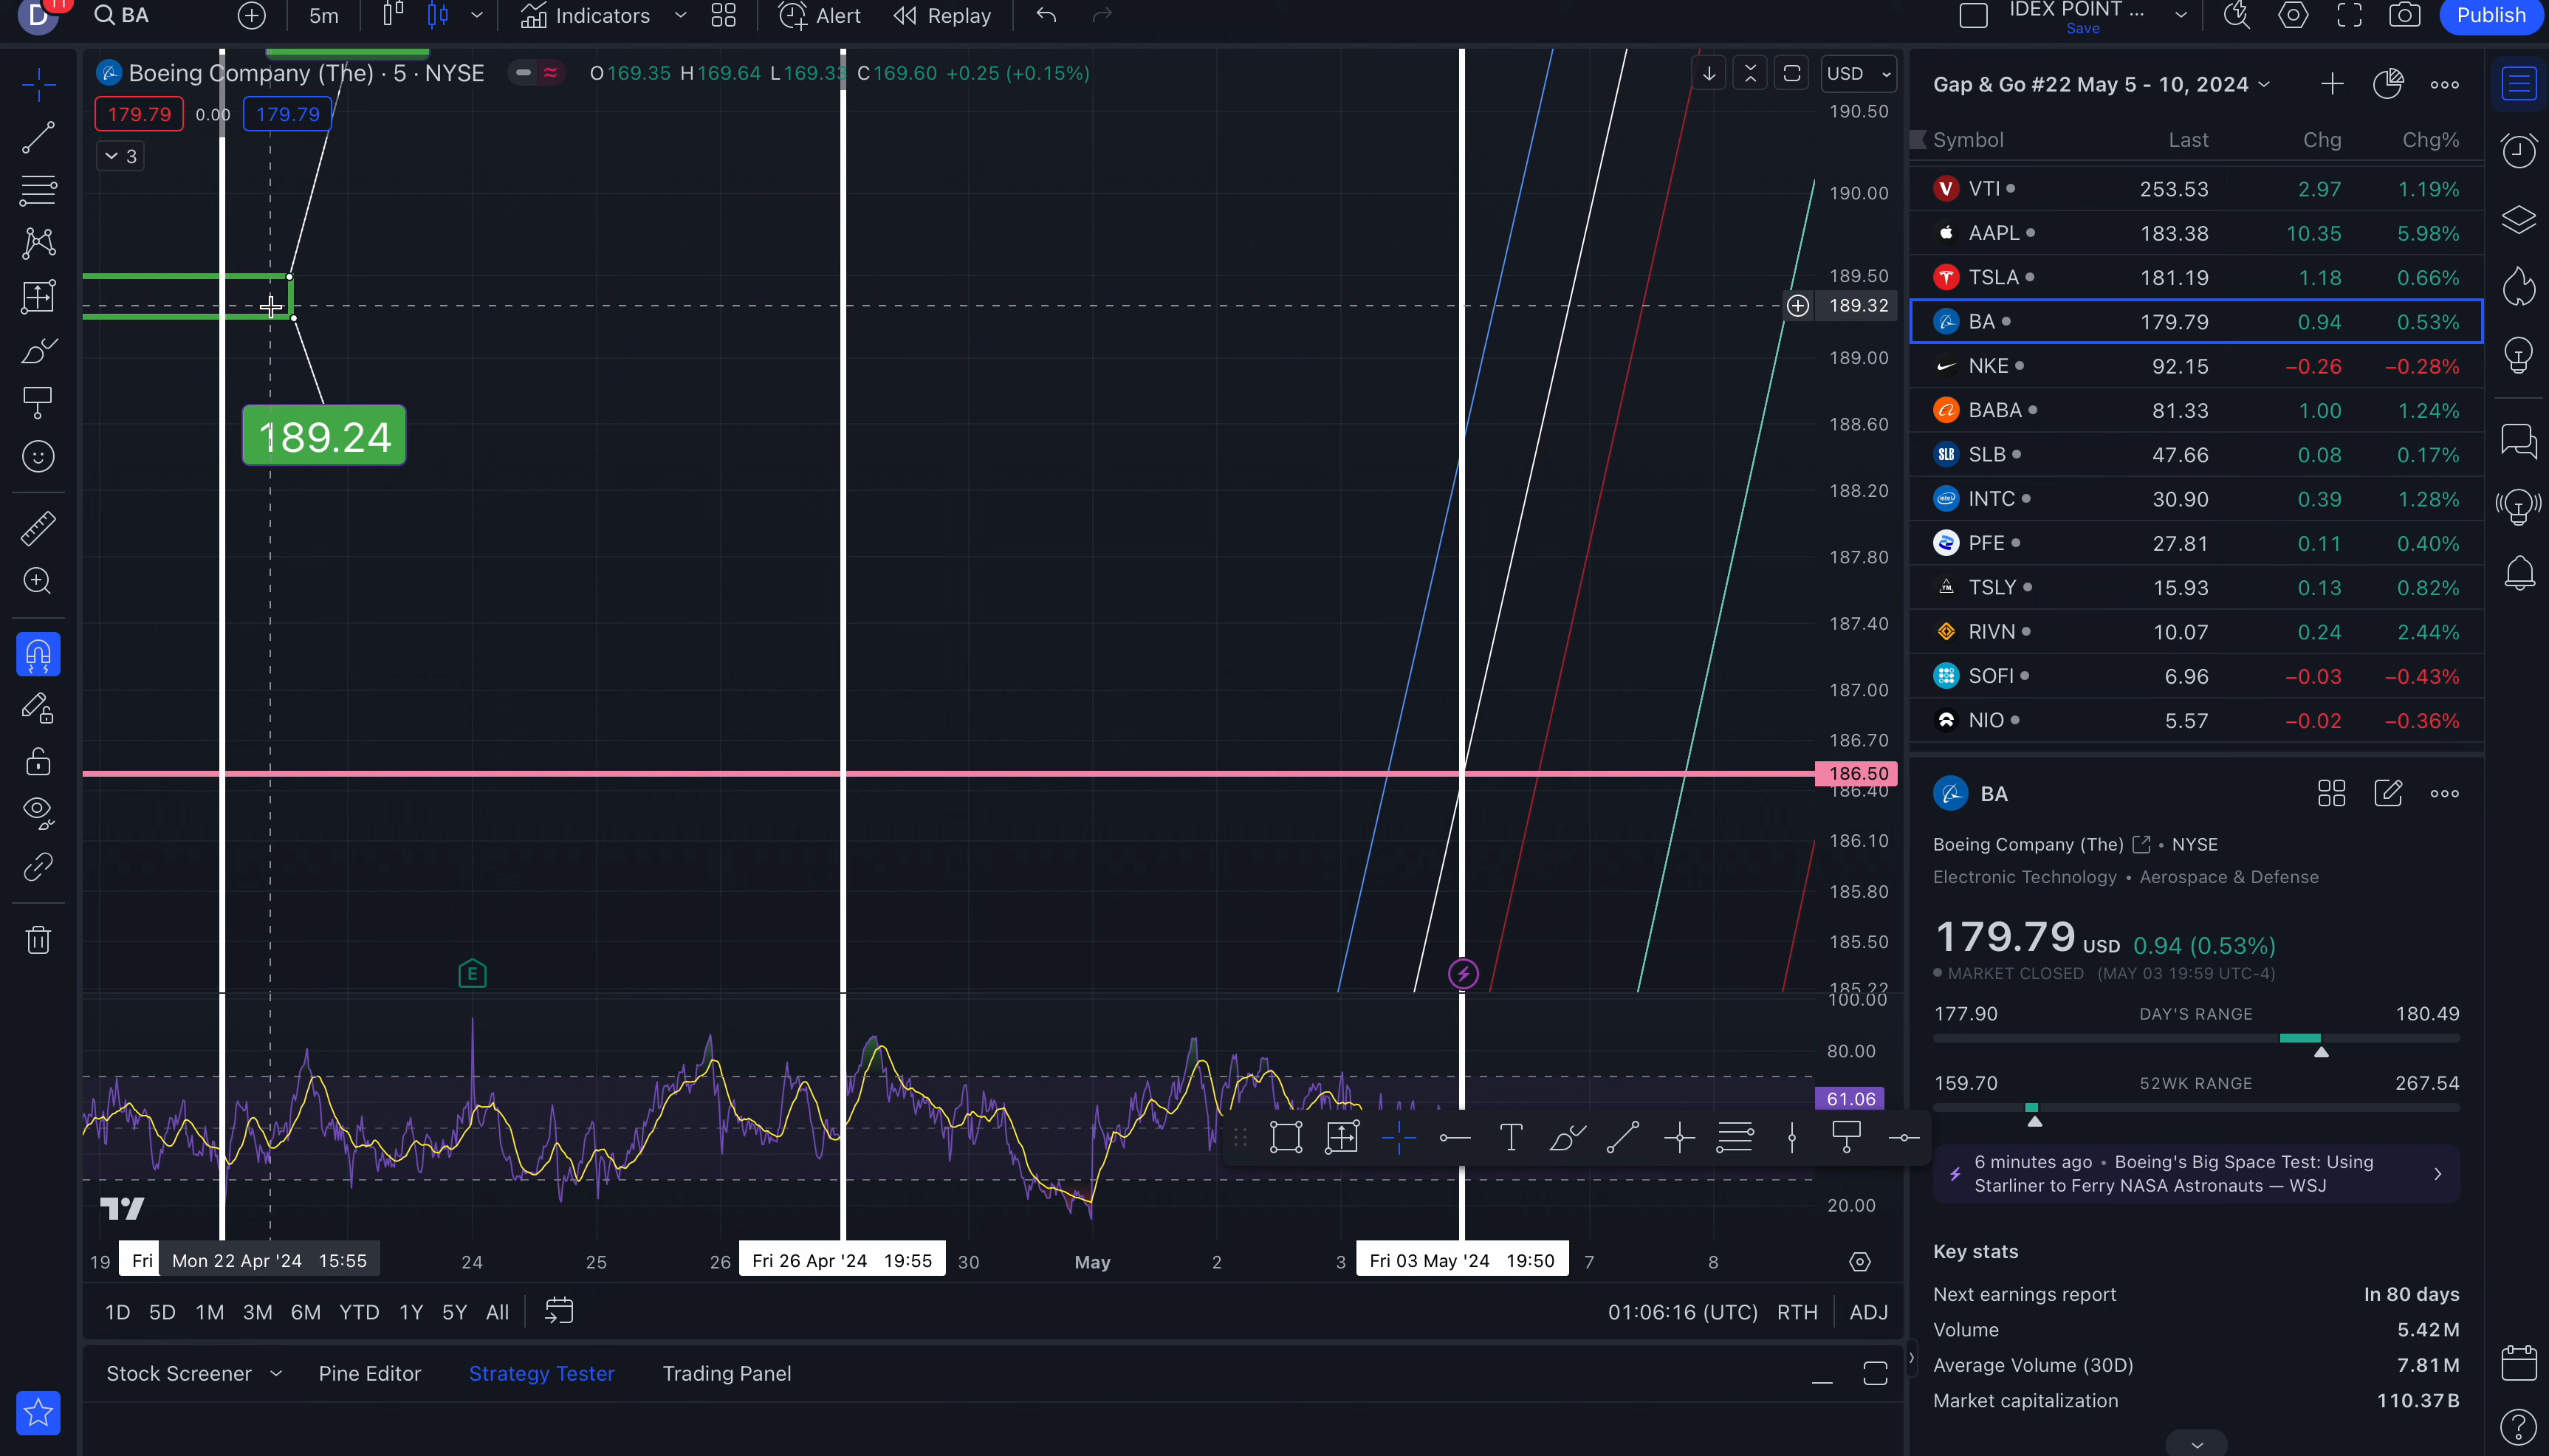 D 11
BA
5m
Indicators
Alert
Replay
IDEX POINT ...
Save
Publish
Boeing Company (The) · 5 · NYSE
O169.35 H169.64 L169.33 C169.60 +0.25 (+0.15%)
179.79 0.00 179.79
3
USD
190.50
190.00
189.50
189.32
189.00
188.60
188.20
187.80
187.40
187.00
186.70
186.50
186.40
186.10
185.80
185.50
185.22
189.24
E
100.00
80.00
61.06
20.00
19 Fri Mon 22 Apr '24 15:55 24 25 26 Fri 26 Apr '24 19:55 30 May 2 3 Fri 03 May '24 19:50 7 8
1D 5D 1M 3M 6M YTD 1Y 5Y All
01:06:16 (UTC) RTH ADJ
Stock Screener Pine Editor Strategy Tester Trading Panel
Gap & Go #22 May 5 - 10, 2024
Symbol Last Chg Chg%
V VTI 253.53 2.97 1.19%
AAPL 183.38 10.35 5.98%
TSLA 181.19 1.18 0.66%
BA 179.79 0.94 0.53%
NKE 92.15 −0.26 −0.28%
BABA 81.33 1.00 1.24%
SLB SLB 47.66 0.08 0.17%
intel INTC 30.90 0.39 1.28%
PFE 27.81 0.11 0.40%
TSLY 15.93 0.13 0.82%
RIVN 10.07 0.24 2.44%
SOFI 6.96 −0.03 −0.43%
NIO 5.57 −0.02 −0.36%
BA
Boeing Company (The) • NYSE
Electronic Technology • Aerospace & Defense
179.79 USD 0.94 (0.53%)
MARKET CLOSED (MAY 03 19:59 UTC-4)
177.90 DAY'S RANGE 180.49
159.70 52WK RANGE 267.54
6 minutes ago • Boeing's Big Space Test: Using
Starliner to Ferry NASA Astronauts — WSJ
Key stats
Next earnings report In 80 days
Volume 5.42M
Average Volume (30D) 7.81M
Market capitalization 110.37B